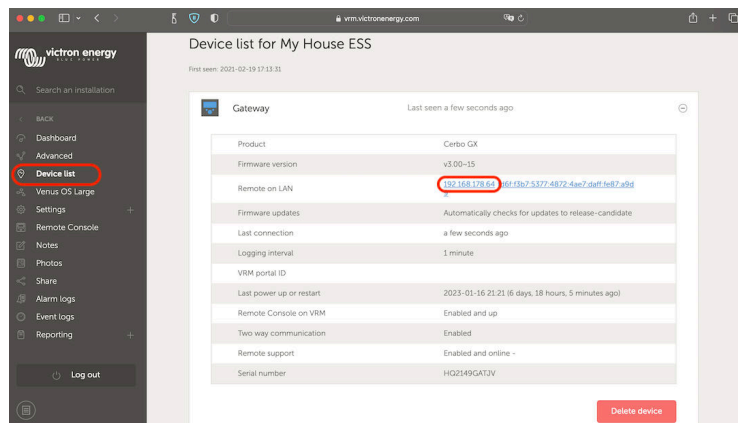 vrm.victronenergy.com
victron energy
BLUE POWER
Search an installation
BACK
Dashboard
Advanced
Device list
Venus OS Large
Settings
Remote Console
Notes
Photos
Share
Alarm logs
Event logs
Reporting
Log out
Device list for My House ESS
First seen: 2021-02-19 17:13:31
Gateway Last seen a few seconds ago
Product Cerbo GX
Firmware version v3.00~15
Remote on LAN 192.168.178.64
Firmware updates Automatically checks for updates to release-candidate
Last connection a few seconds ago
Logging interval 1 minute
VRM portal ID
Last power up or restart 2023-01-16 21:21 (6 days, 18 hours, 5 minutes ago)
Remote Console on VRM Enabled and up
Two way communication Enabled
Remote support Enabled and online -
Serial number HQ2149GATJV
Delete device